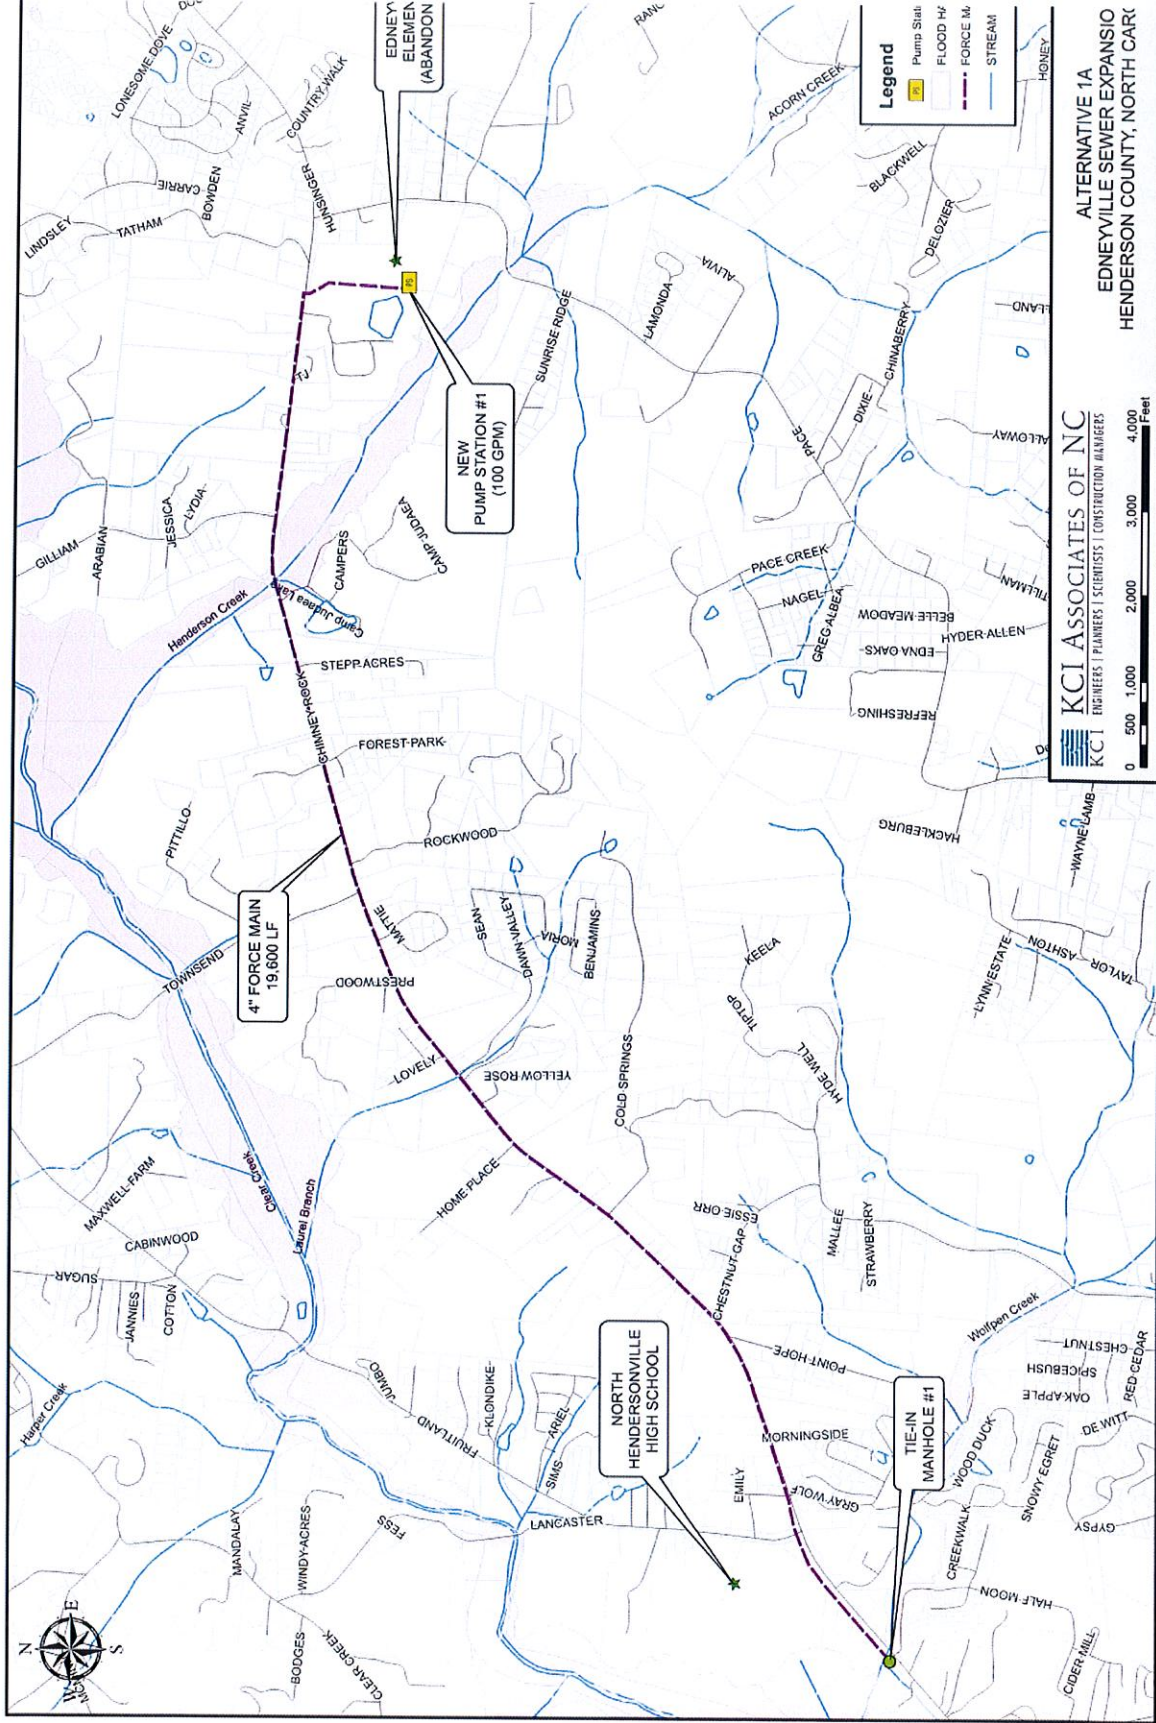 LONESOME DOVE
ANVIL
COUNTRY WALK
CARRIE
BOWDEN
TATHAM
LINDSLEY
HUNSINGER
EDNEYV
ELEMEN
(ABANDON
RANC
ACORN CREEK
Legend
PS Pump Stati
FLOOD HA
FORCE MA
STREAM
HONEY
BLACKWELL
DELOZIER
ALIVIA
LAMONDA
SUNRISE RIDGE
PS
NEW
PUMP STATION #1
(100 GPM)
TJ
GILLIAM
ARABIAN
JESSICA
LYDIA
CAMPERS
CAMP JUDAEA
Camp Judaea Lake
Henderson Creek
STEPP ACRES
CHIMNEY ROCK
FOREST PARK
PACE
DIXIE
CHINABERRY
ELAND
ALLOWAY
PACE CREEK
NAGEL
GREG ALBEA
BELLE MEADOW
EDNA OAKS
HYDER ALLEN
TILLMAN
REFRESHING
HACKLEBURG
WAYNE LAMB
PITTILLO
ROCKWOOD
4" FORCE MAIN
19,600 LF
TOWNSEND
MATTIE
PRESTWOOD
SEAN
DAWN VALLEY
MORIA
BENJAMINS
LOVELY
YELLOW ROSE
COLD SPRINGS
KEELA
TIPTOP
HYDE WELL
LYNN ESTATE
ASHTON
TAYLOR
MAXWELL FARM
CABINWOOD
SUGAR
JANNIES
COTTON
Clear Creek
Laurel Branch
HOME PLACE
ESSIE ORR
CHESTNUT GAP
MALLEE
STRAWBERRY
Harper Creek
JUMBO
FRUITLAND
KLONDIKE
ARIEL
SIMS
LANCASTER
NORTH
HENDERSONVILLE
HIGH SCHOOL
POINT HOPE
MORNINGSIDE
EMILY
GRAY WOLF
Wolfpen Creek
CHESTNUT
SPICEBUSH
OAK APPLE
RED CEDAR
DE WITT
TIE-IN
MANHOLE #1
WOOD DUCK
SNOWY EGRET
CREEKWALK
GYPSY
HALF MOON
CIDER MILL
MANDALAY
WINDY ACRES
FESS
BODGES
CLEAR CREEK
N
E
S
W
ALTERNATIVE 1A
EDNEYVILLE SEWER EXPANSIO
HENDERSON COUNTY, NORTH CARO
KCI
KCI ASSOCIATES OF NC
ENGINEERS | PLANNERS | SCIENTISTS | CONSTRUCTION MANAGERS
0 500 1,000 2,000 3,000 4,000
Feet